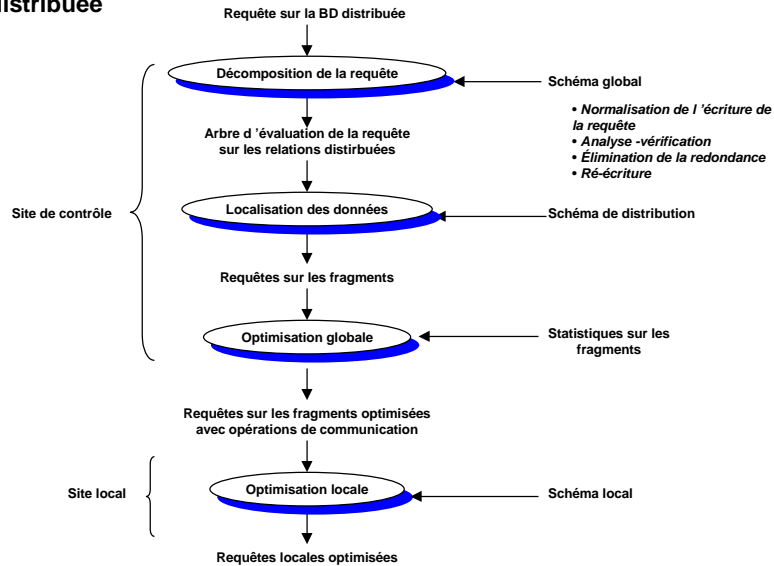 distribuée
Requête sur la BD distribuée
Décomposition de la requête
Schéma global
• Normalisation de l 'écriture de
la requête
• Analyse -vérification
• Élimination de la redondance
• Ré-écriture
Arbre d 'évaluation de la requête
sur les relations distirbuées
Site de contrôle
Localisation des données
Schéma de distribution
Requêtes sur les fragments
Optimisation globale
Statistiques sur les
fragments
Requêtes sur les fragments optimisées
avec opérations de communication
Site local
Optimisation locale
Schéma local
Requêtes locales optimisées